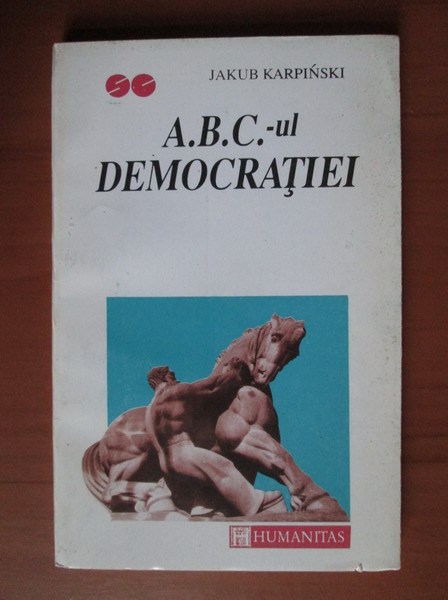 JAKUB KARPIŃSKI
A.B.C.-ul
DEMOCRAŢIEI
HUMANITAS